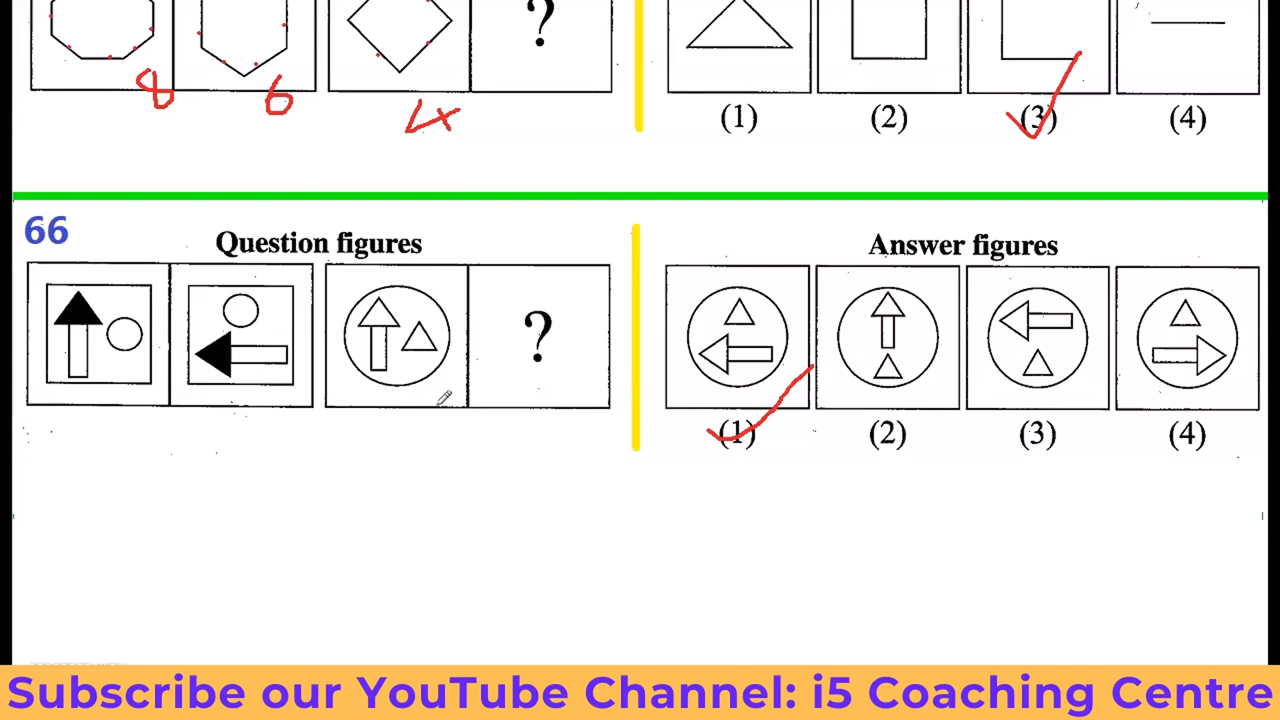 ?
8
6
4
(1) (2) (3) (4)
66
Question figures
Answer figures
?
(1) (2) (3) (4)
Subscribe our YouTube Channel: i5 Coaching Centre